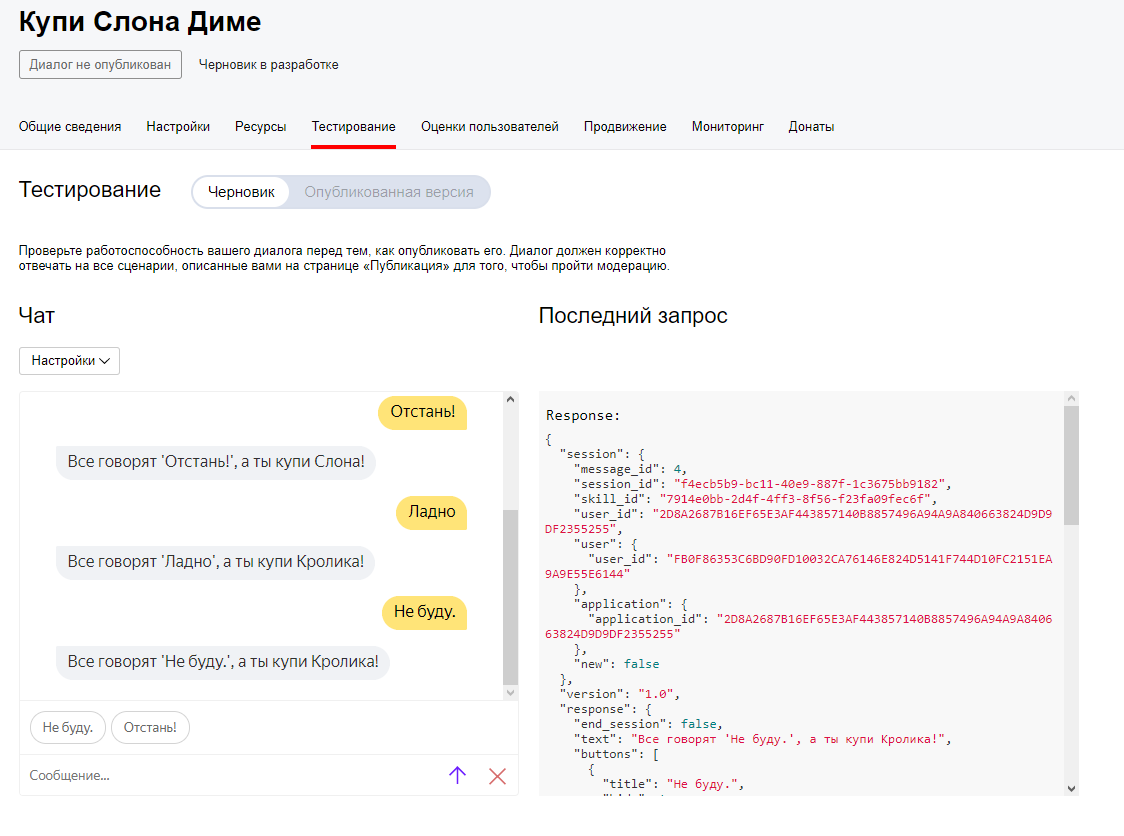 Купи Слона Диме
Диалог не опубликован Черновик в разработке
Общие сведения Настройки Ресурсы Тестирование Оценки пользователей Продвижение Мониторинг Донаты
Тестирование Черновик Опубликованная версия
Проверьте работоспособность вашего диалога перед тем, как опубликовать его. Диалог должен корректно
отвечать на все сценарии, описанные вами на странице «Публикация» для того, чтобы пройти модерацию.
Чат
Настройки
Отстань!
Все говорят 'Отстань!', а ты купи Слона!
Ладно
Все говорят 'Ладно', а ты купи Кролика!
Не буду.
Все говорят 'Не буду.', а ты купи Кролика!
Не буду. Отстань!
Сообщение...
Последний запрос
Response:
{
"session": {
"message_id": 4,
"session_id": "f4ecb5b9-bc11-40e9-887f-1c3675bb9182",
"skill_id": "7914e0bb-2d4f-4ff3-8f56-f23fa09fec6f",
"user_id": "2D8A2687B16EF65E3AF443857140B8857496A94A9A840663824D9D9
DF2355255",
"user": {
"user_id": "FB0F86353C6BD90FD10032CA76146E824D5141F744D10FC2151EA
9A9E55E6144"
},
"application": {
"application_id": "2D8A2687B16EF65E3AF443857140B8857496A94A9A8406
63824D9D9DF2355255"
},
"new": false
},
"version": "1.0",
"response": {
"end_session": false,
"text": "Все говорят 'Не буду.', а ты купи Кролика!",
"buttons": [
{
"title": "Не буду.",